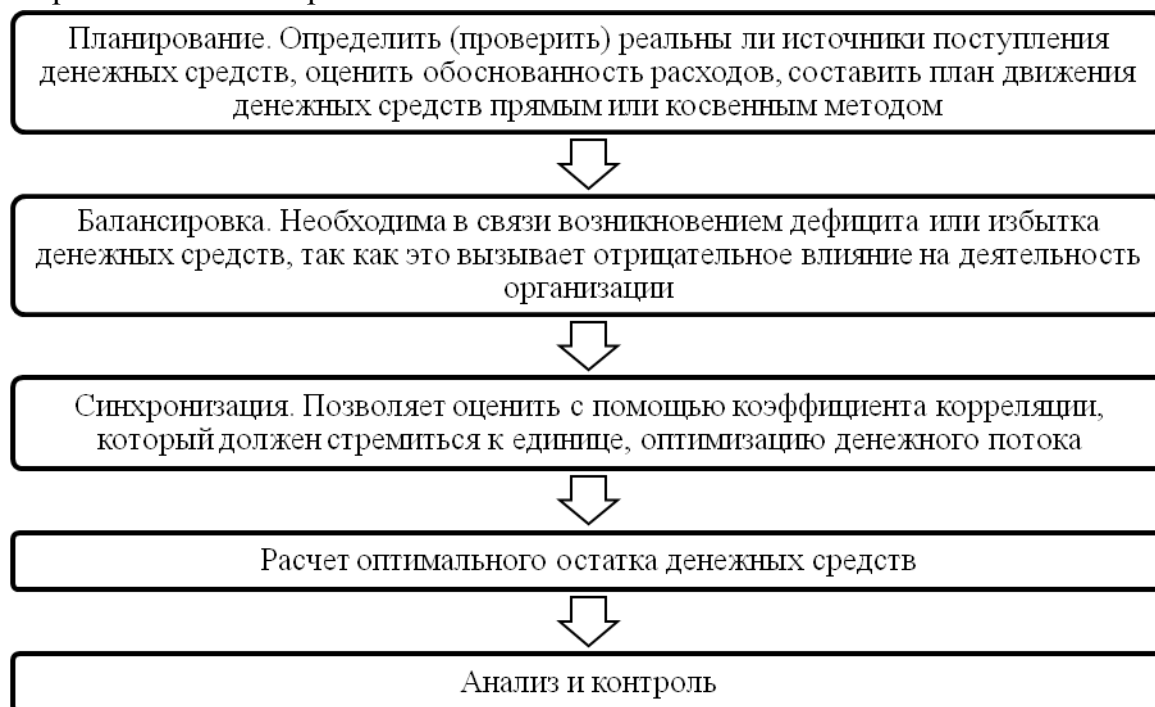 Планирование. Определить (проверить) реальны ли источники поступления
денежных средств, оценить обоснованность расходов, составить план движения
денежных средств прямым или косвенным методом
Балансировка. Необходима в связи возникновением дефицита или избытка
денежных средств, так как это вызывает отрицательное влияние на деятельность
организации
Синхронизация. Позволяет оценить с помощью коэффициента корреляции,
который должен стремиться к единице, оптимизацию денежного потока
Расчет оптимального остатка денежных средств
Анализ и контроль